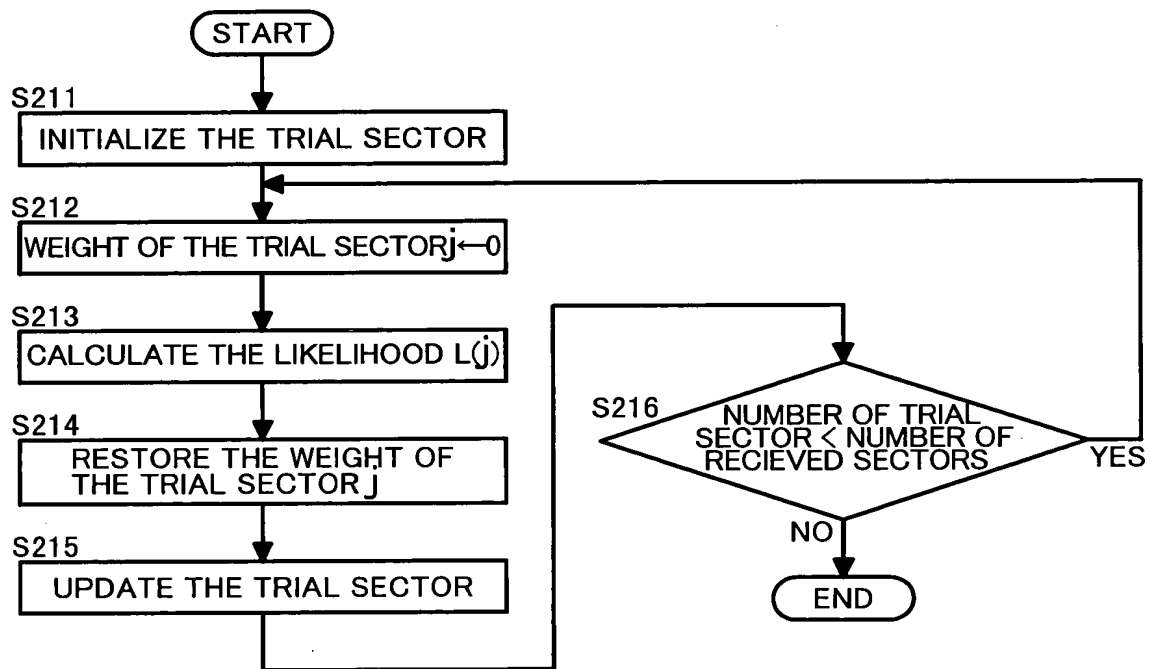 START
S211
INITIALIZE THE TRIAL SECTOR
S212
WEIGHT OF THE TRIAL SECTOR j←0
S213
CALCULATE THE LIKELIHOOD L(j)
S214
RESTORE THE WEIGHT OF
THE TRIAL SECTOR j
S215
UPDATE THE TRIAL SECTOR
S216
NUMBER OF TRIAL
SECTOR < NUMBER OF
RECIEVED SECTORS
YES
NO
END